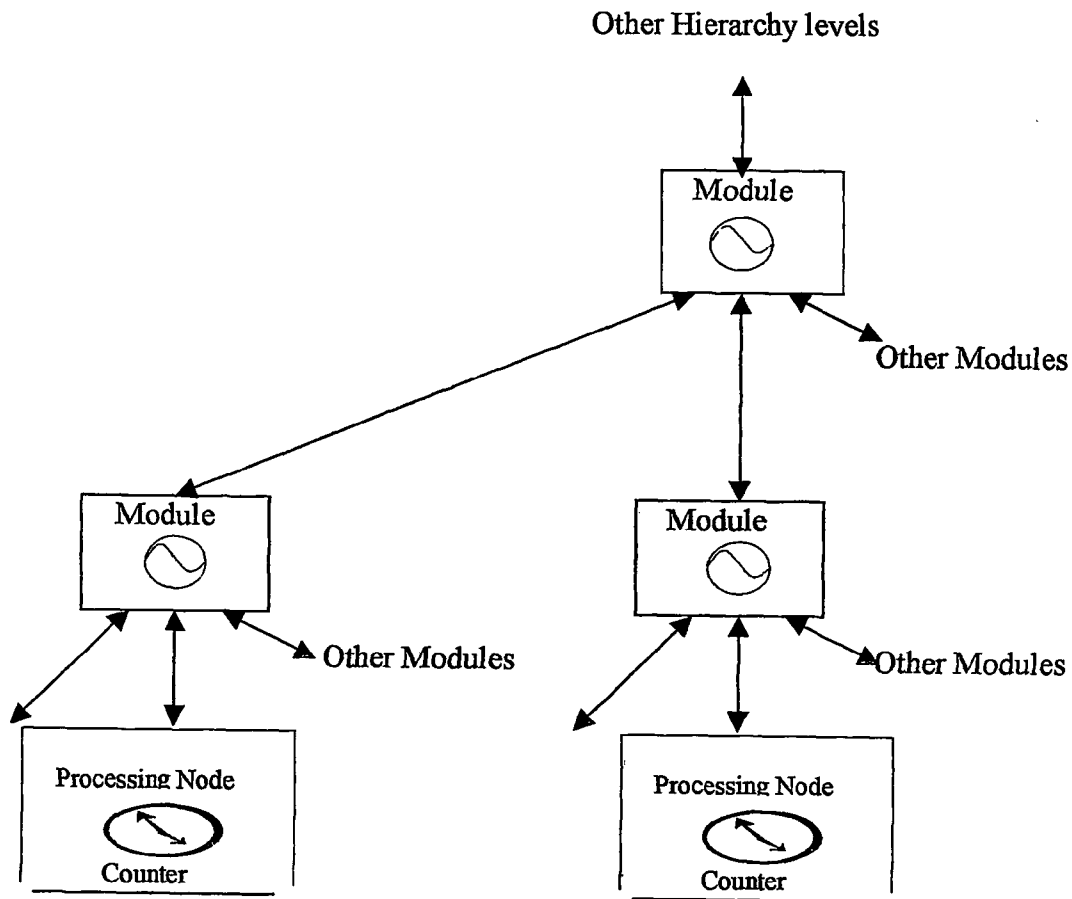 Other Hierarchy levels
Module
Other Modules
Module
Module
Other Modules
Other Modules
Processing Node
Counter
Processing Node
Counter